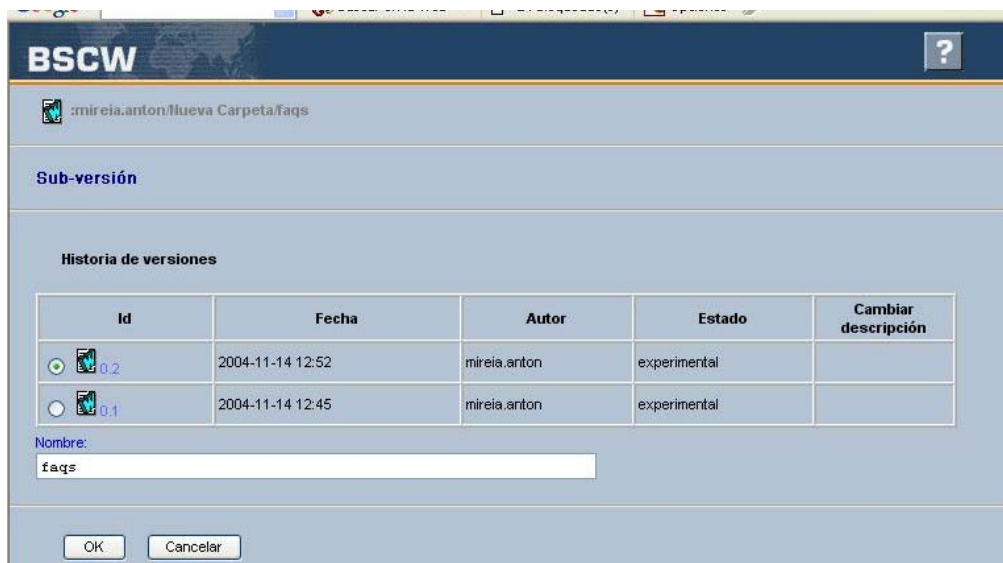 BSCW
?
:mireia.anton/Nueva Carpeta/faqs
Sub-versión
Historia de versiones
Id Fecha Autor Estado Cambiar descripción
0.2 2004-11-14 12:52 mireia.anton experimental
0.1 2004-11-14 12:45 mireia.anton experimental
Nombre:
faqs
OK Cancelar